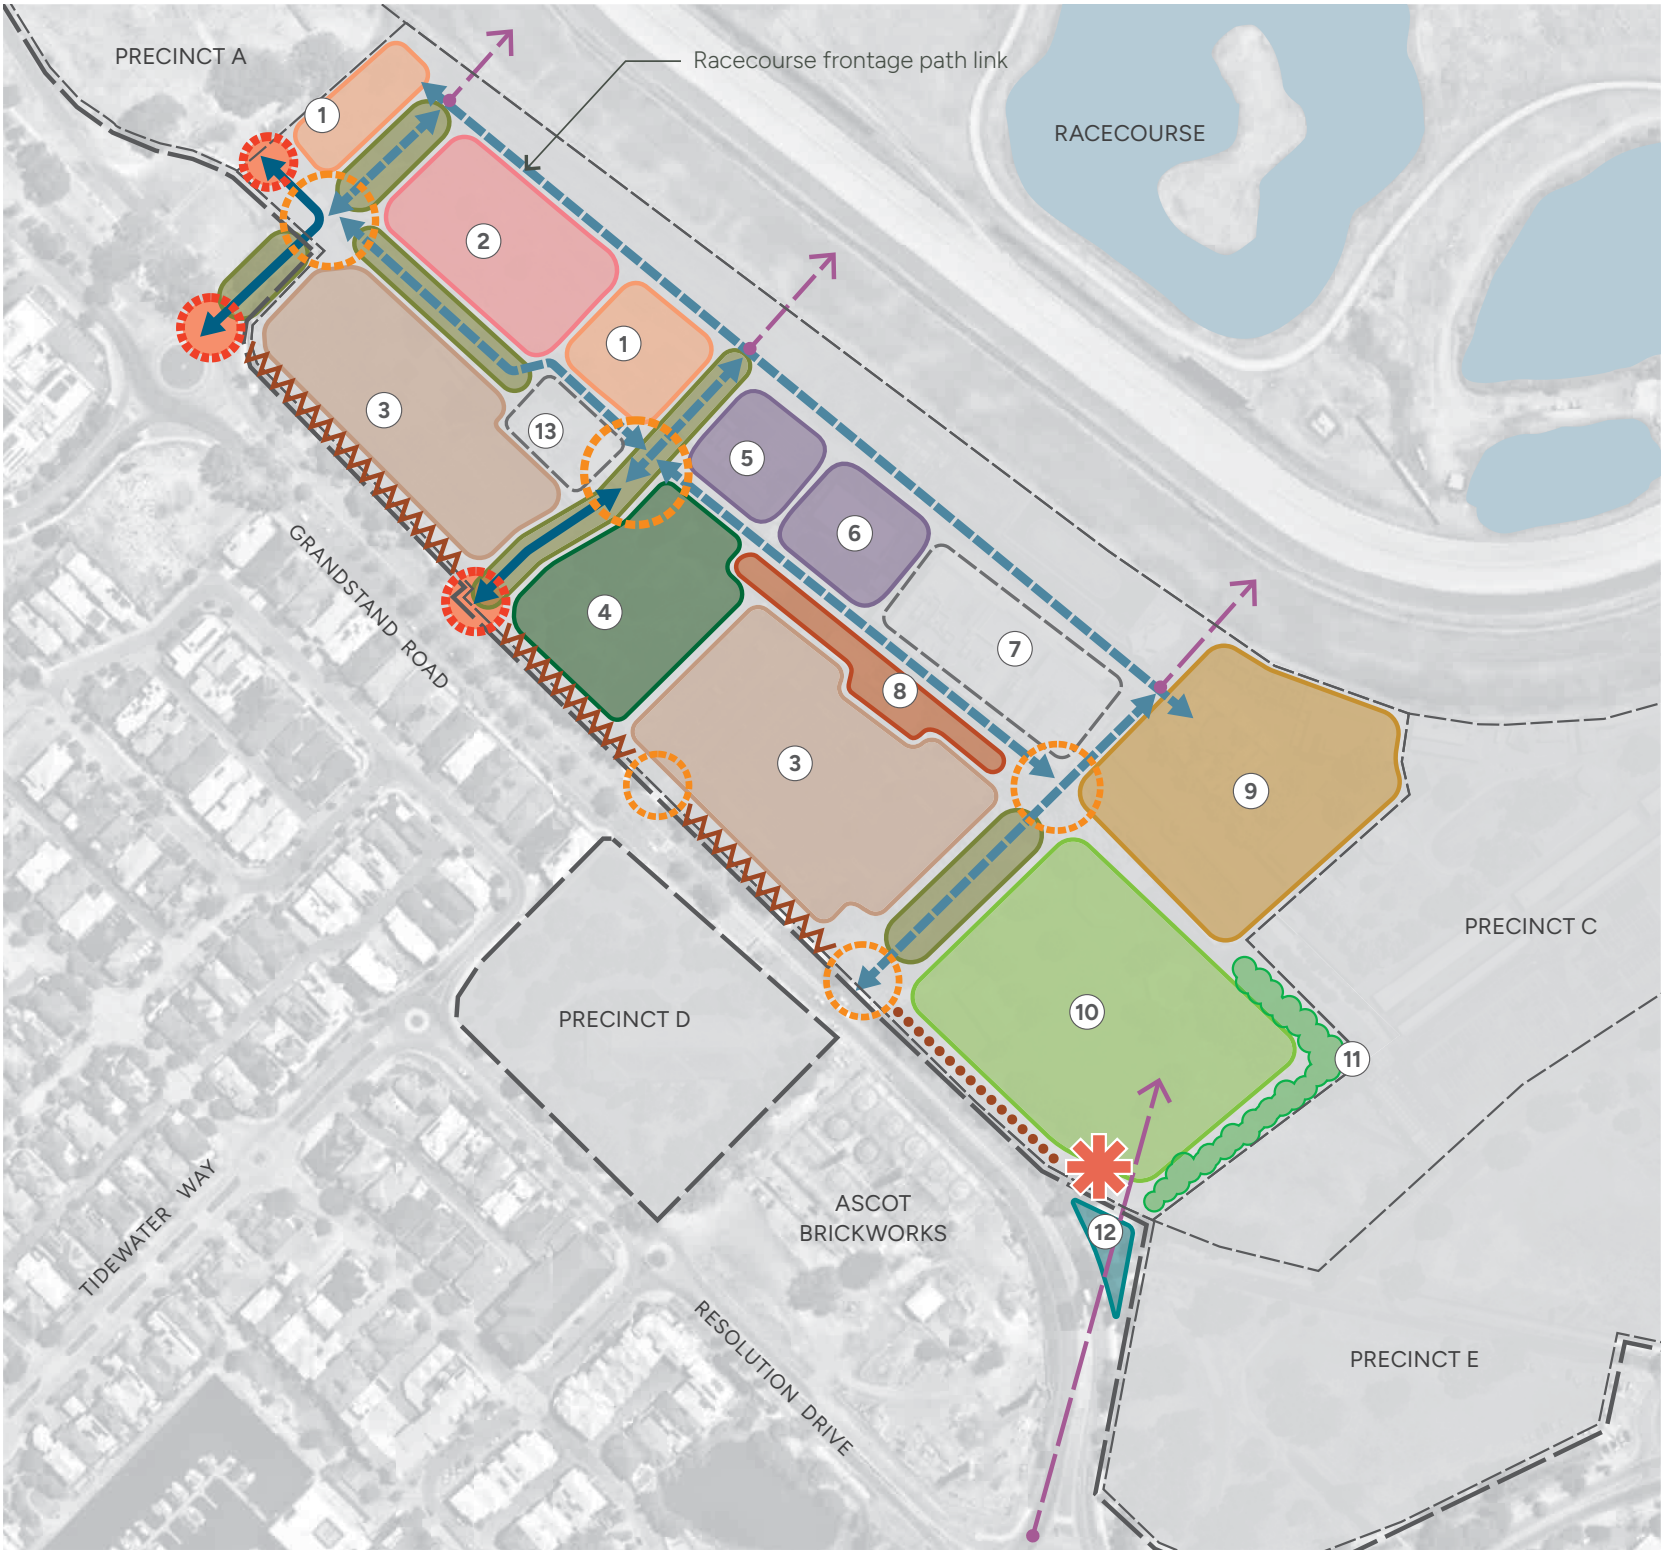 PRECINCT A
Racecourse frontage path link
RACECOURSE
1
2
1
3
13
5
6
GRANDSTAND ROAD
4
7
8
3
9
PRECINCT C
10
PRECINCT D
11
TIDEWATER WAY
ASCOT
BRICKWORKS
12
RESOLUTION DRIVE
PRECINCT E